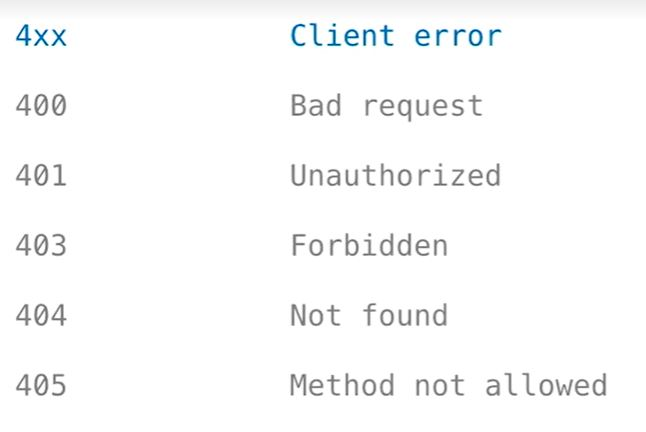 4xx Client error
400 Bad request
401 Unauthorized
403 Forbidden
404 Not found
405 Method not allowed